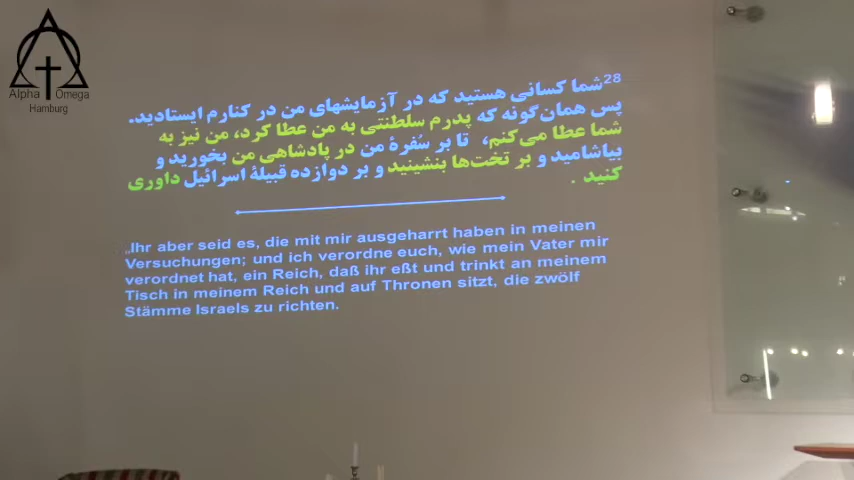 Alpha Omega
Hamburg
28شما کسانی هستید که در آزمایشهای من در کنارم ایستادید.
پس همان‌گونه که پدرم سلطنتی به من عطا کرد، من نیز به
شما عطا می‌کنم، تا بر سفرهٔ من در پادشاهی من بخورید و
بیاشامید و بر تخت‌ها بنشینید و بر دوازده قبیلهٔ اسرائیل داوری
کنید .
„Ihr aber seid es, die mit mir ausgeharrt haben in meinen
Versuchungen; und ich verordne euch, wie mein Vater mir
verordnet hat, ein Reich, daß ihr eßt und trinkt an meinem
Tisch in meinem Reich und auf Thronen sitzt, die zwölf
Stämme Israels zu richten.